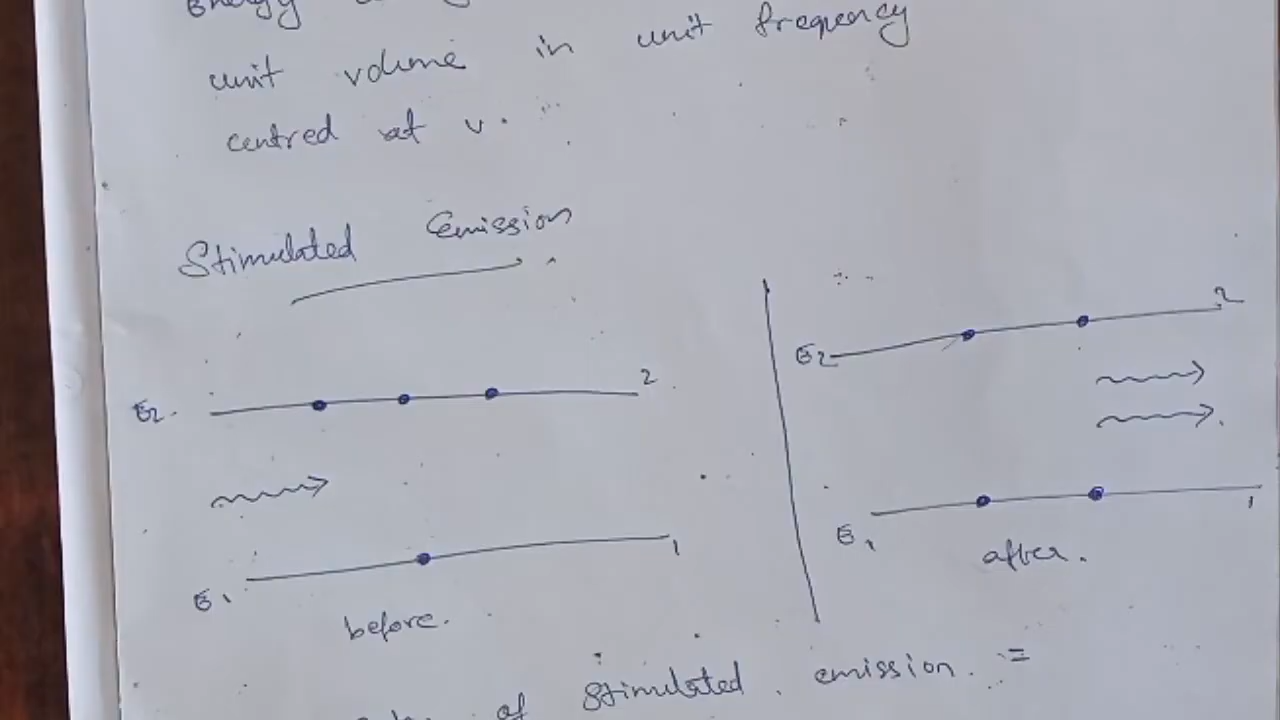 Energy
unit volume in unit frequency
centred at ν.
Stimulated Emission
E2. 2
E1 1
before.
E2 2
E1 1
after.
of stimulated emission. =